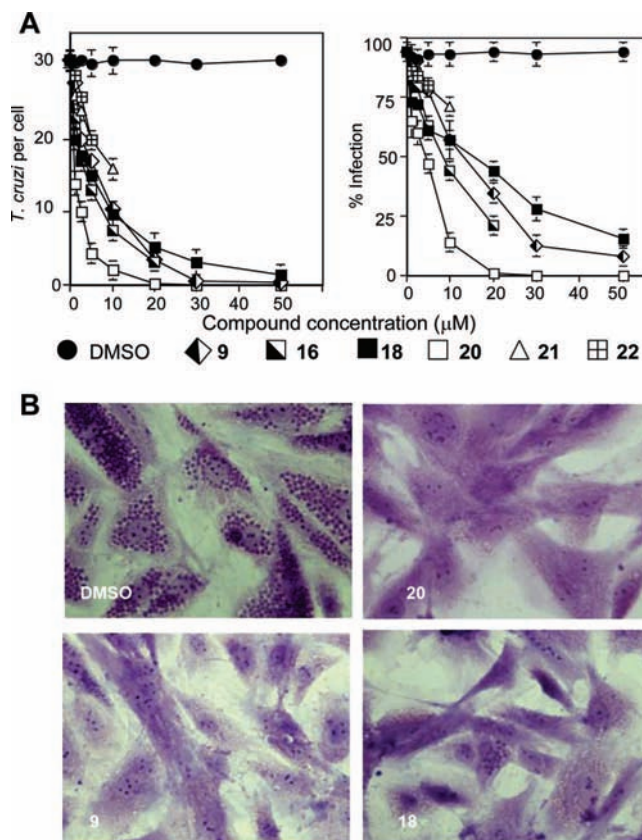 A
T. cruzi per cell
30
20
10
0
0 10 20 30 40 50
% Infection
100
75
50
25
0
0 10 20 30 40 50
Compound concentration (μM)
DMSO 9 16 18 20 21 22
B
DMSO
20
9
18